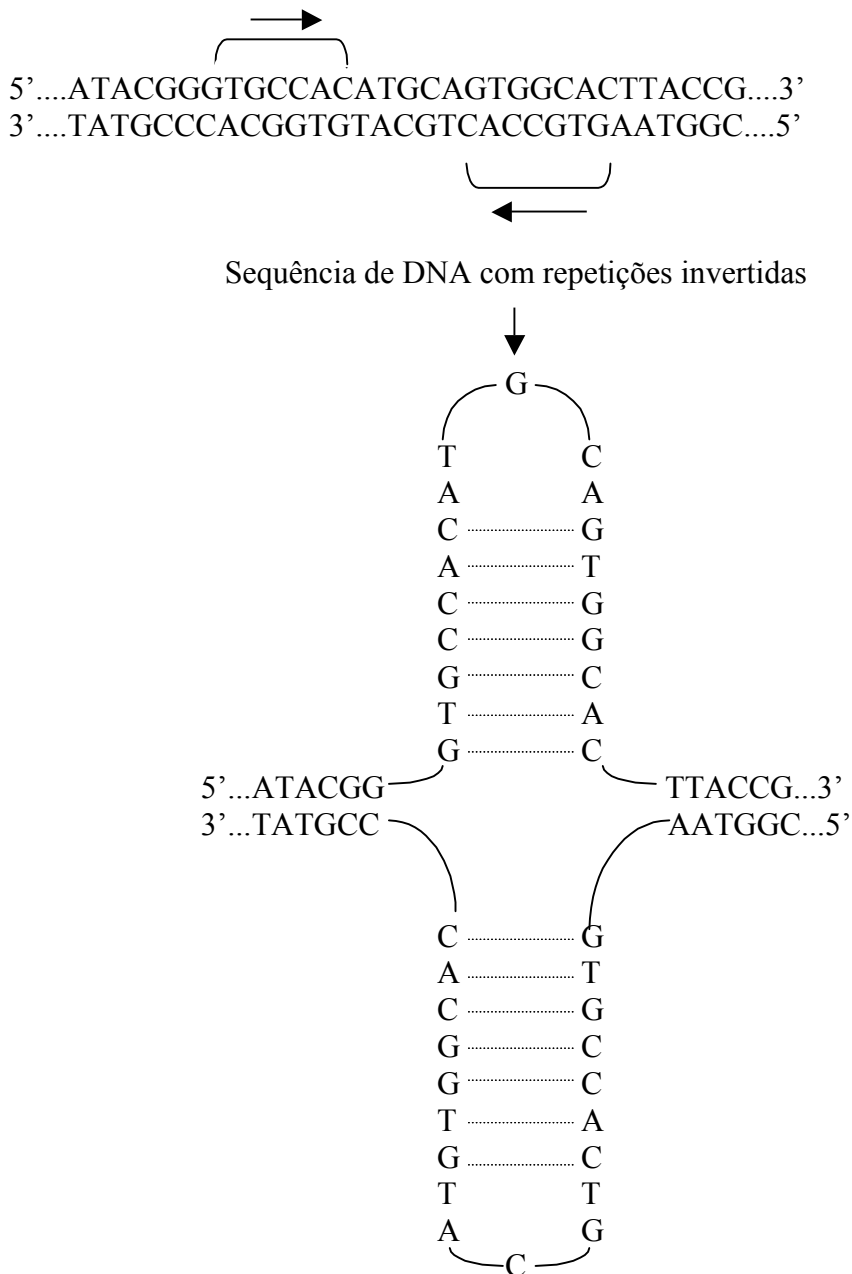 5’....ATACGGGTGCCACATGCAGTGGCACTTACCG....3’
3’....TATGCCCACGGTGTACGTCACCGTGAATGGC....5’
Sequência de DNA com repetições invertidas
G
T C
A A
C G
A T
C G
C G
G C
T A
G C
5’...ATACGG TTACCG...3’
3’...TATGCC AATGGC...5’
C G
A T
C G
G C
G C
T A
G C
T T
A G
C